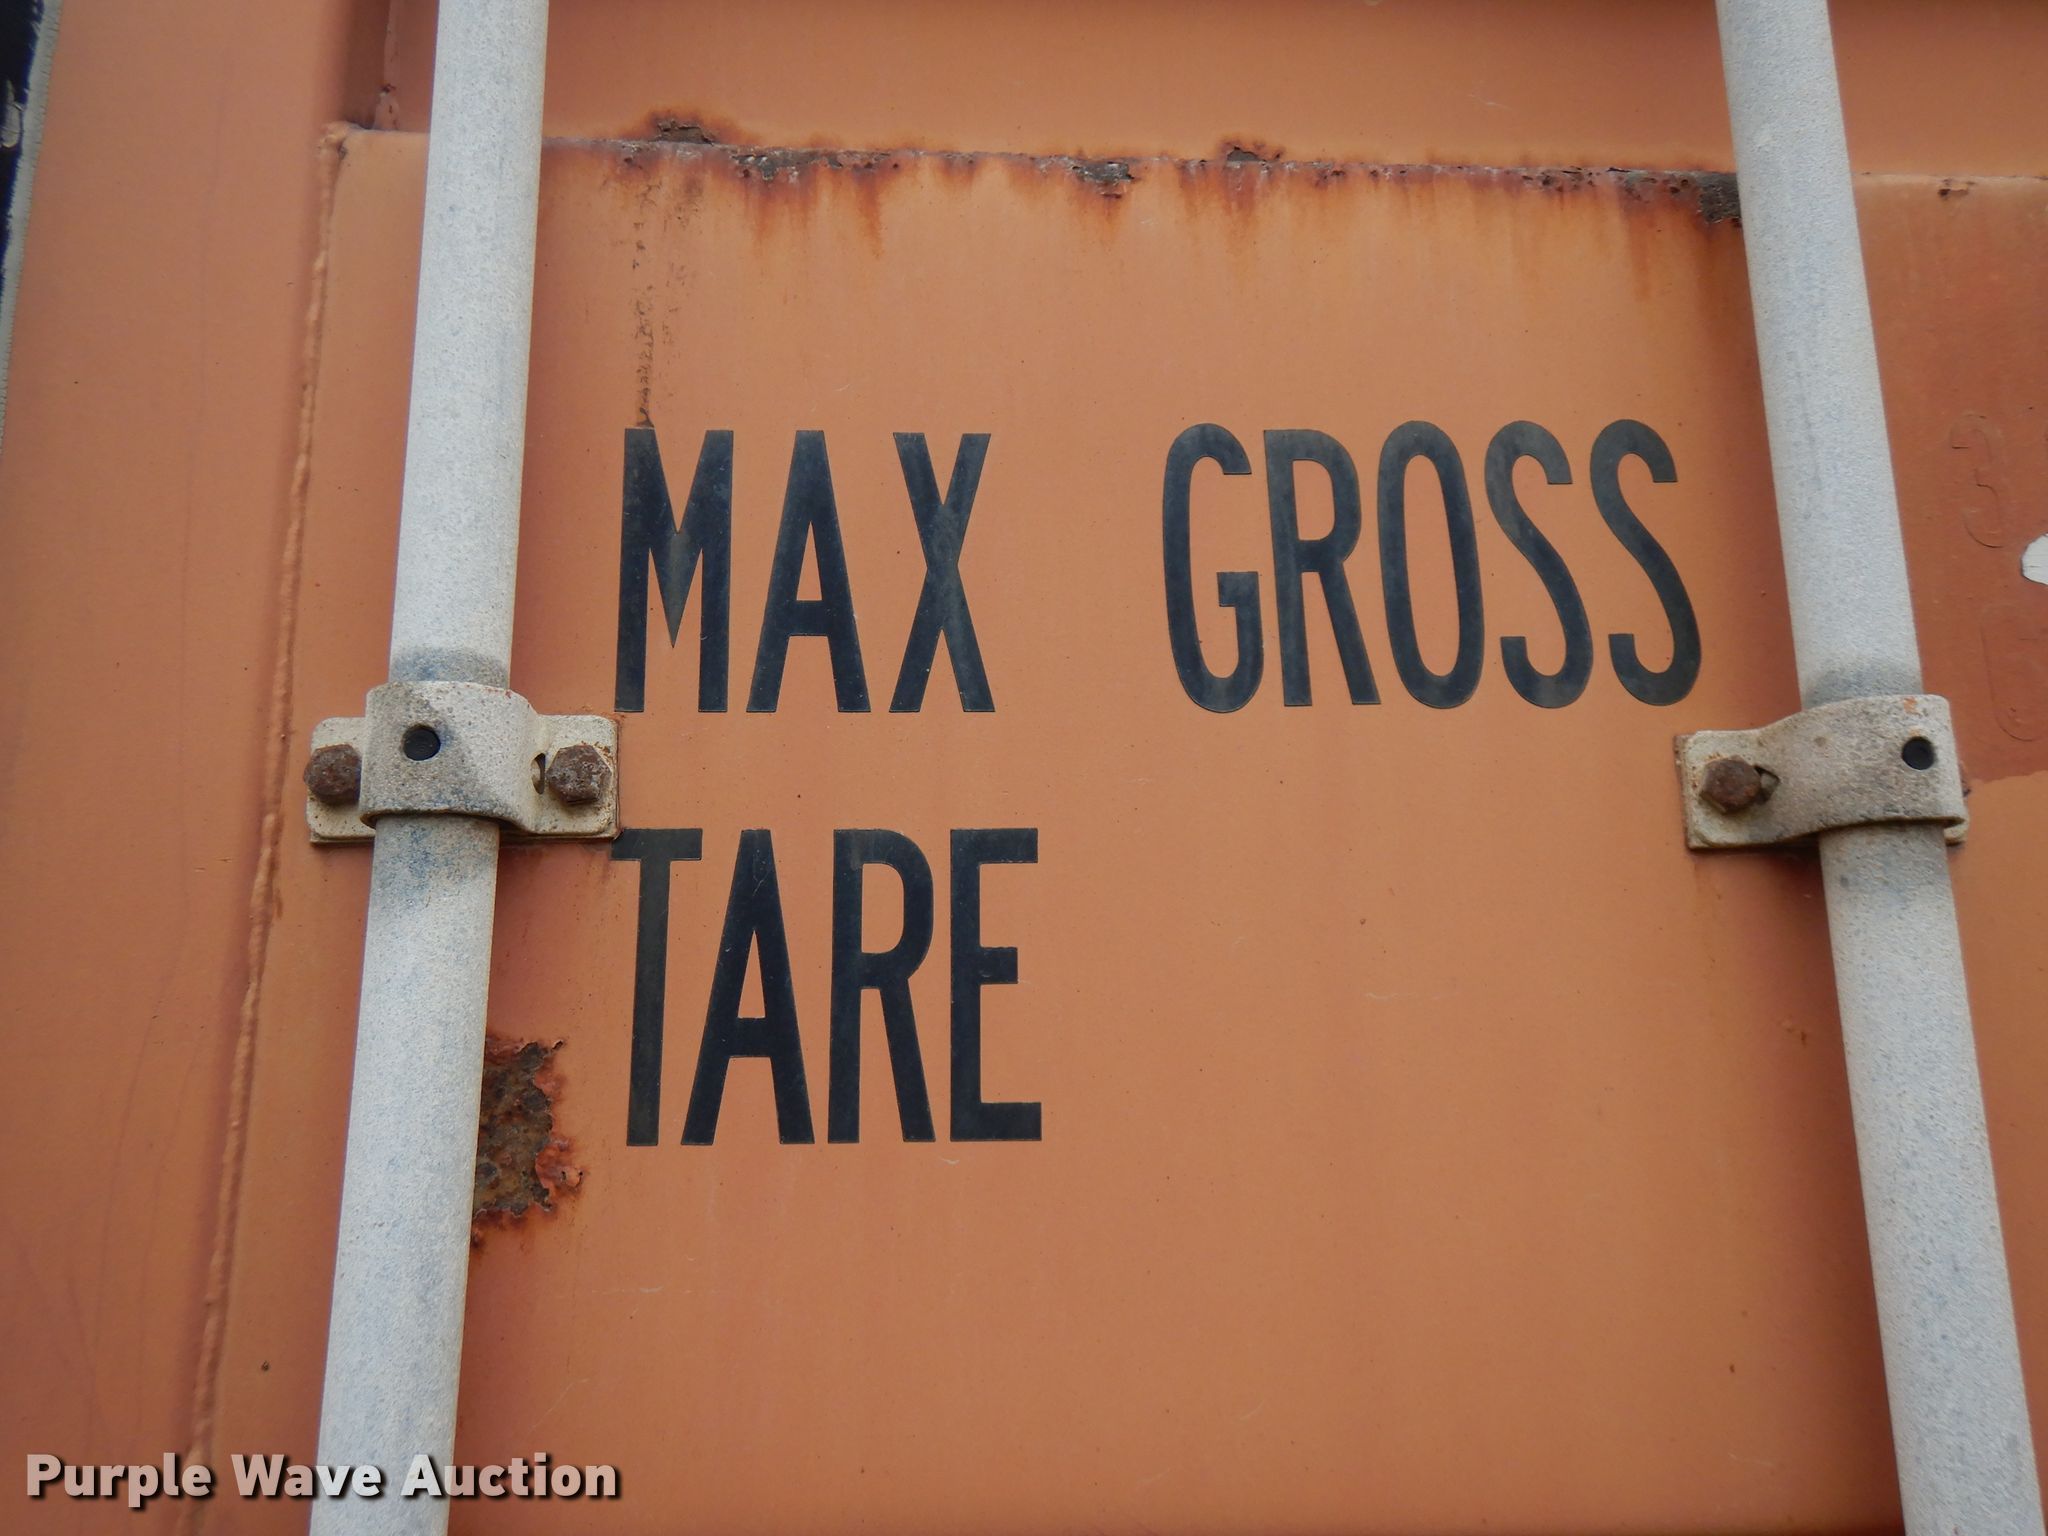 MAX GROSS
TARE
Purple Wave Auction